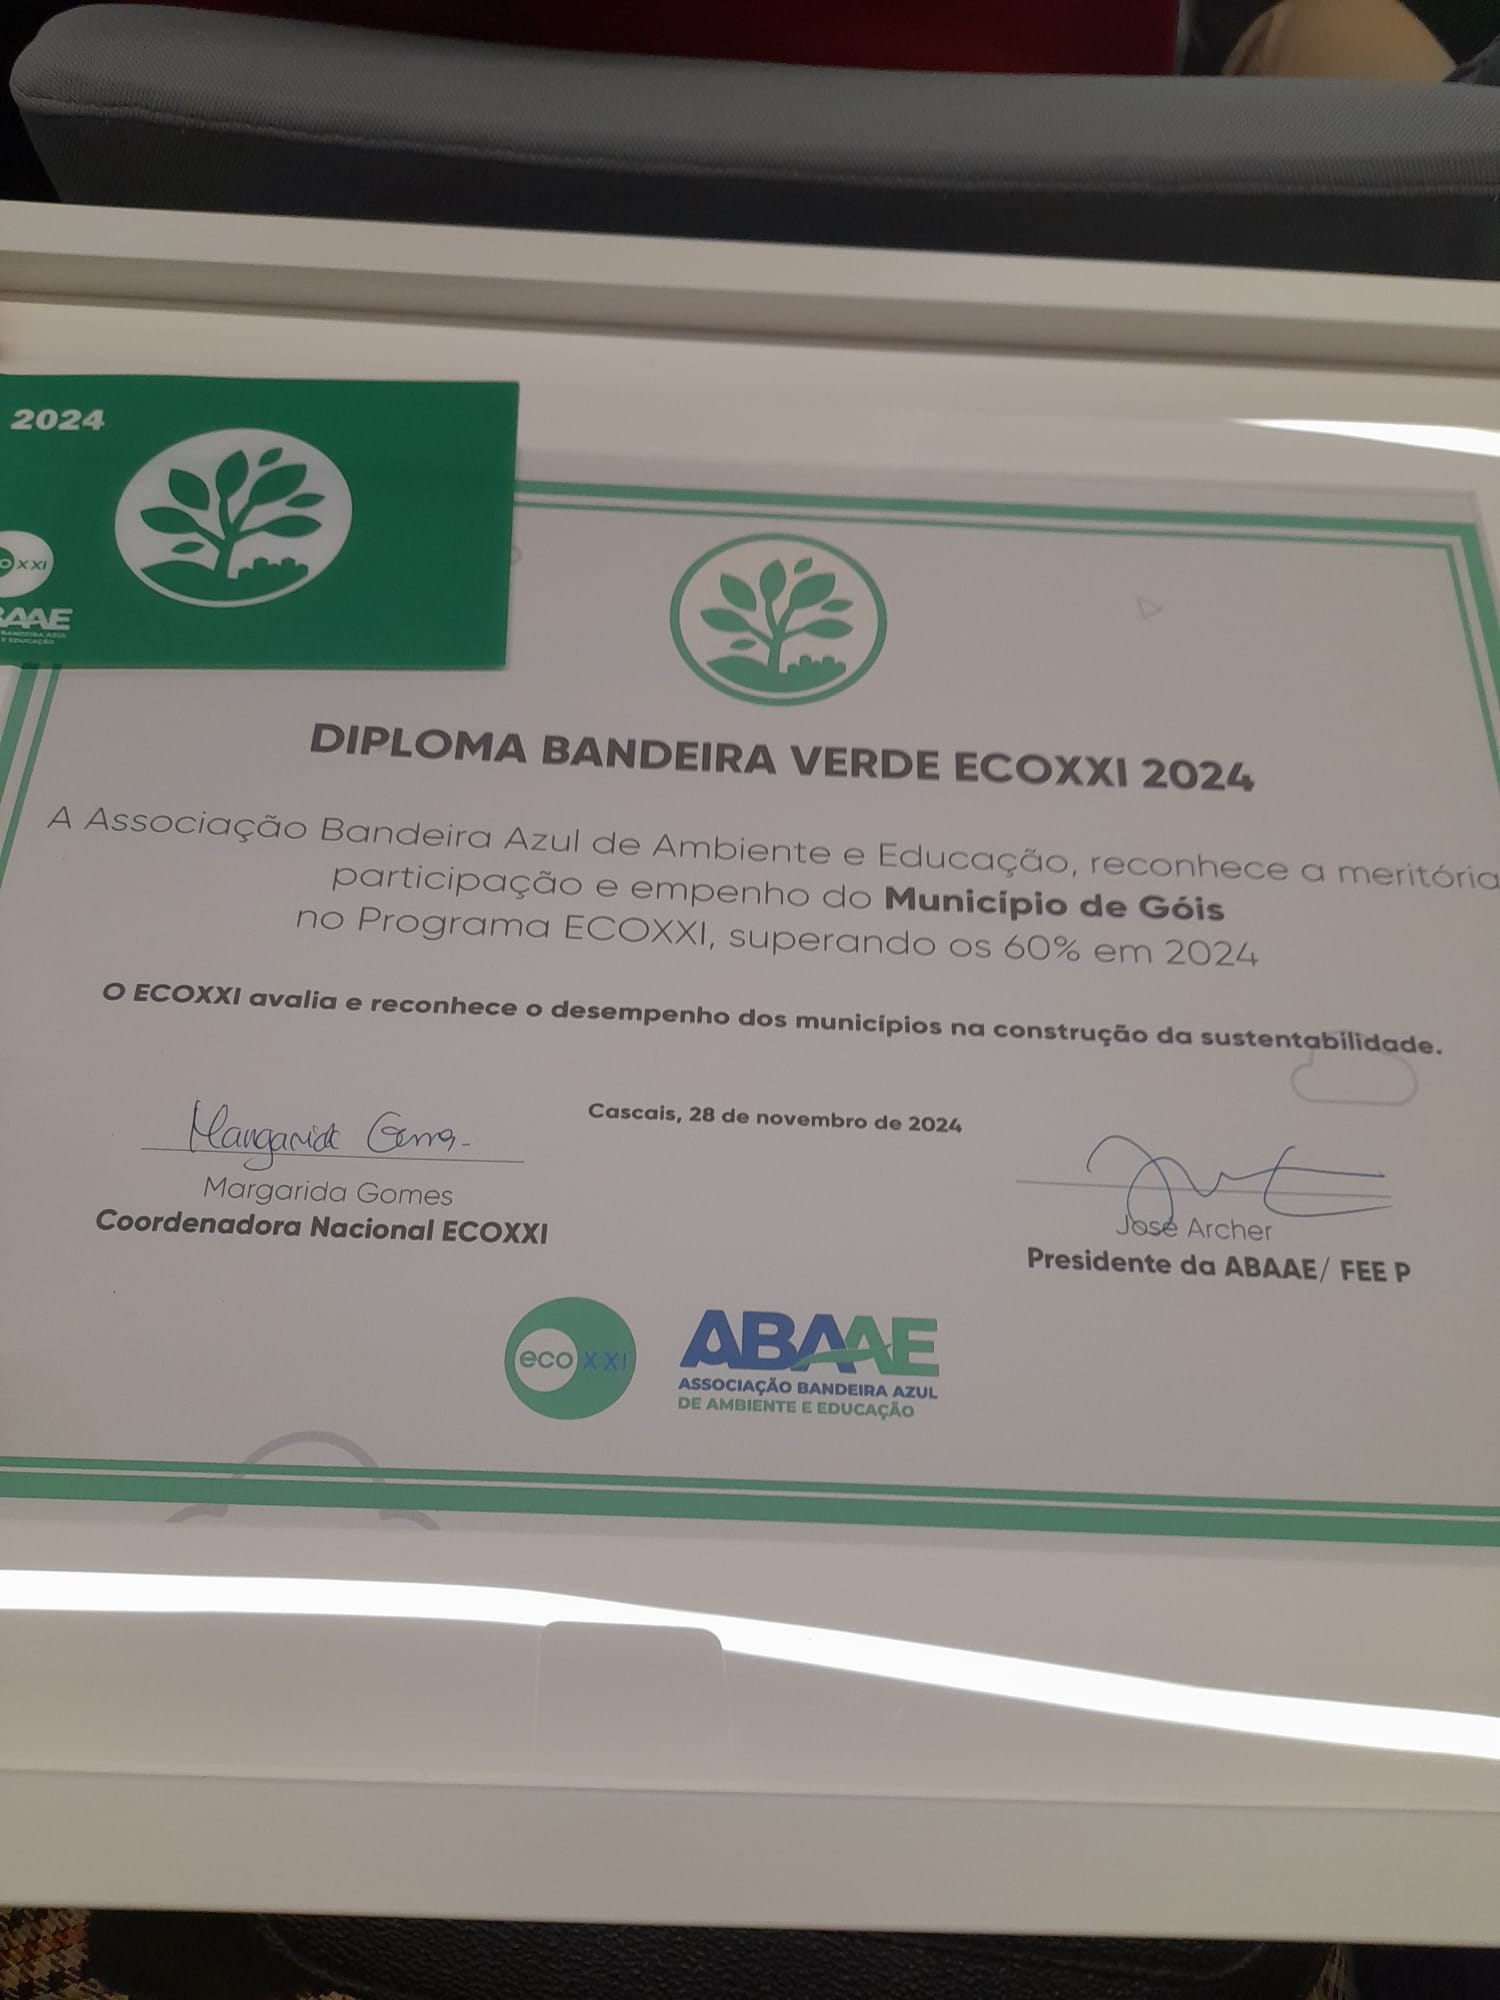 2024
DIPLOMA BANDEIRA VERDE ECOXXI 2024
A Associação Bandeira Azul de Ambiente e Educação, reconhece a meritória
participação e empenho do Município de Góis
no Programa ECOXXI, superando os 60% em 2024
O ECOXXI avalia e reconhece o desempenho dos municípios na construção da sustentabilidade.
Cascais, 28 de novembro de 2024
Margarida Gomes
Margarida Gomes
Coordenadora Nacional ECOXXI
José Archer
Presidente da ABAAE/ FEE P
eco XXI
ABAAE
ASSOCIAÇÃO BANDEIRA AZUL
DE AMBIENTE E EDUCAÇÃO